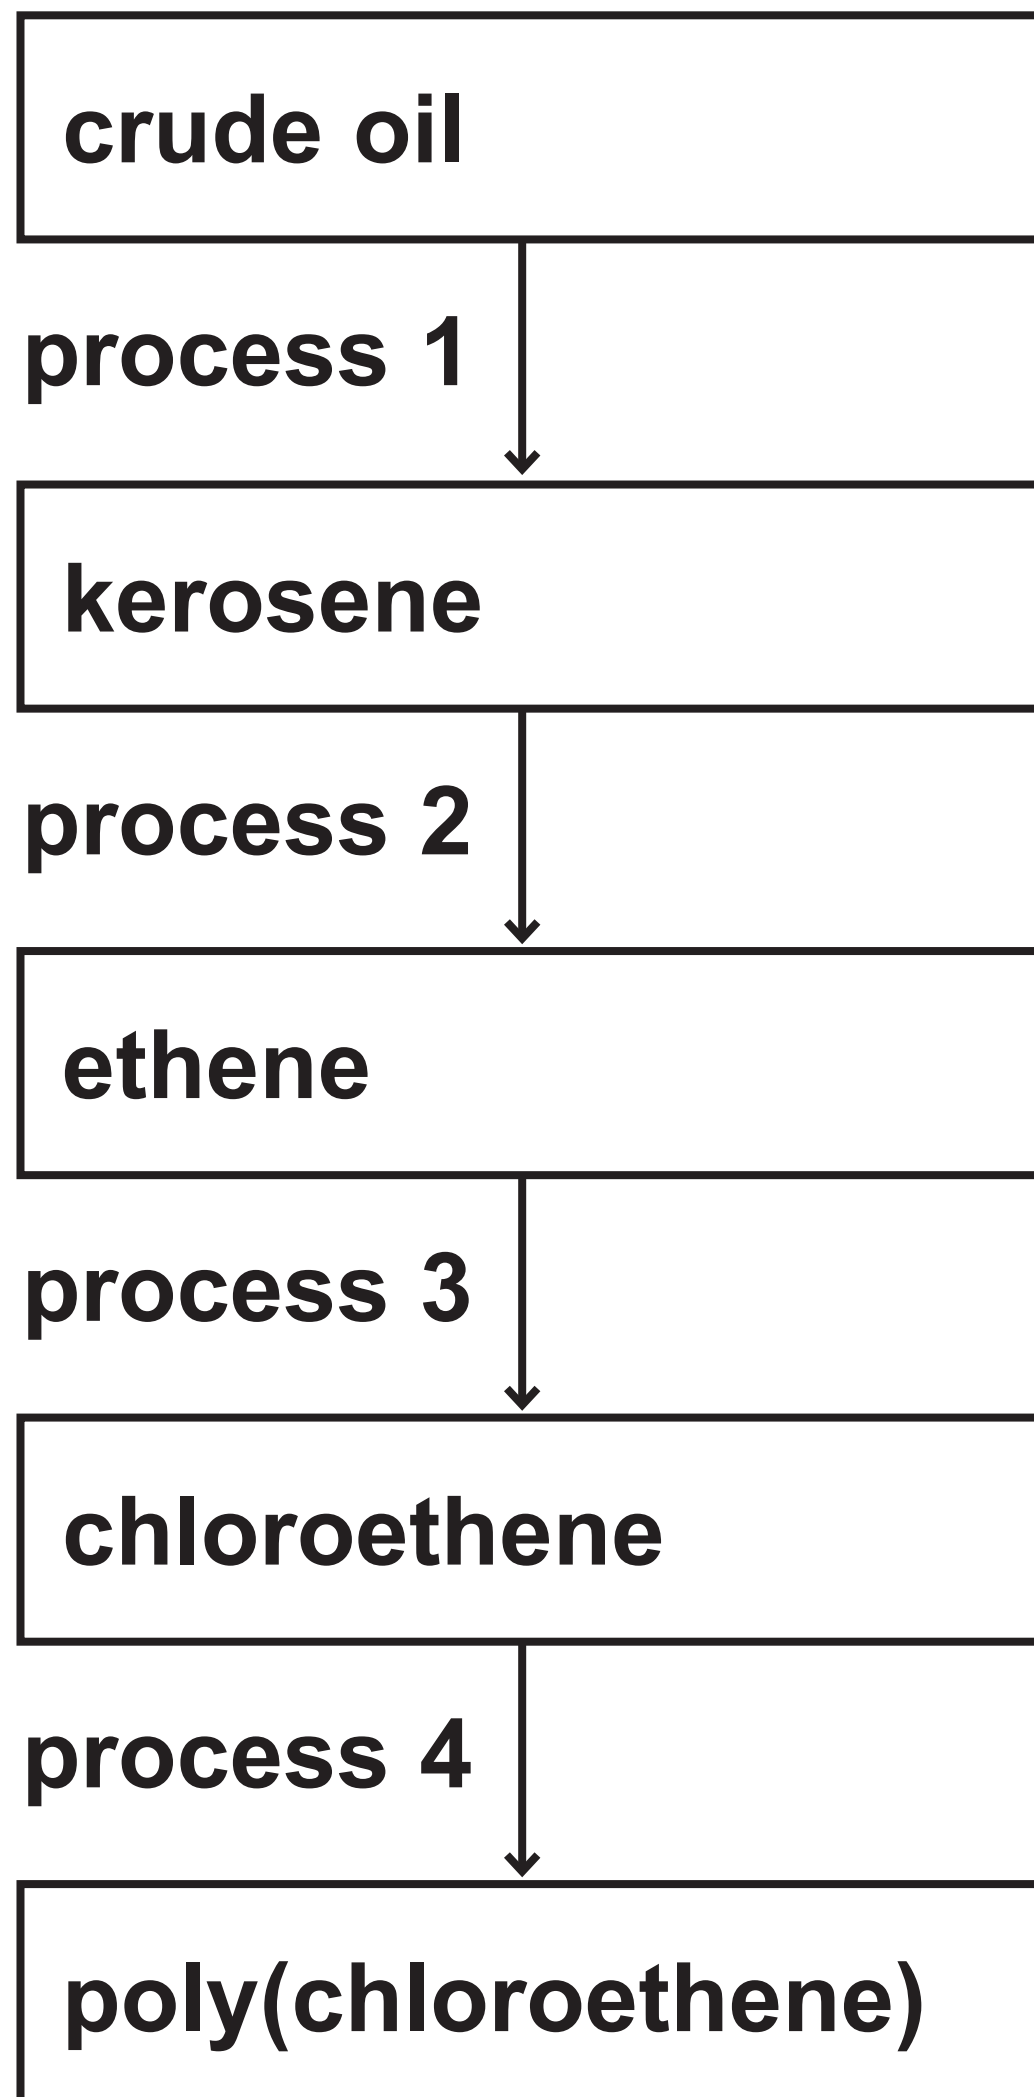 crude oil
process 1
kerosene
process 2
ethene
process 3
chloroethene
process 4
poly(chloroethene)